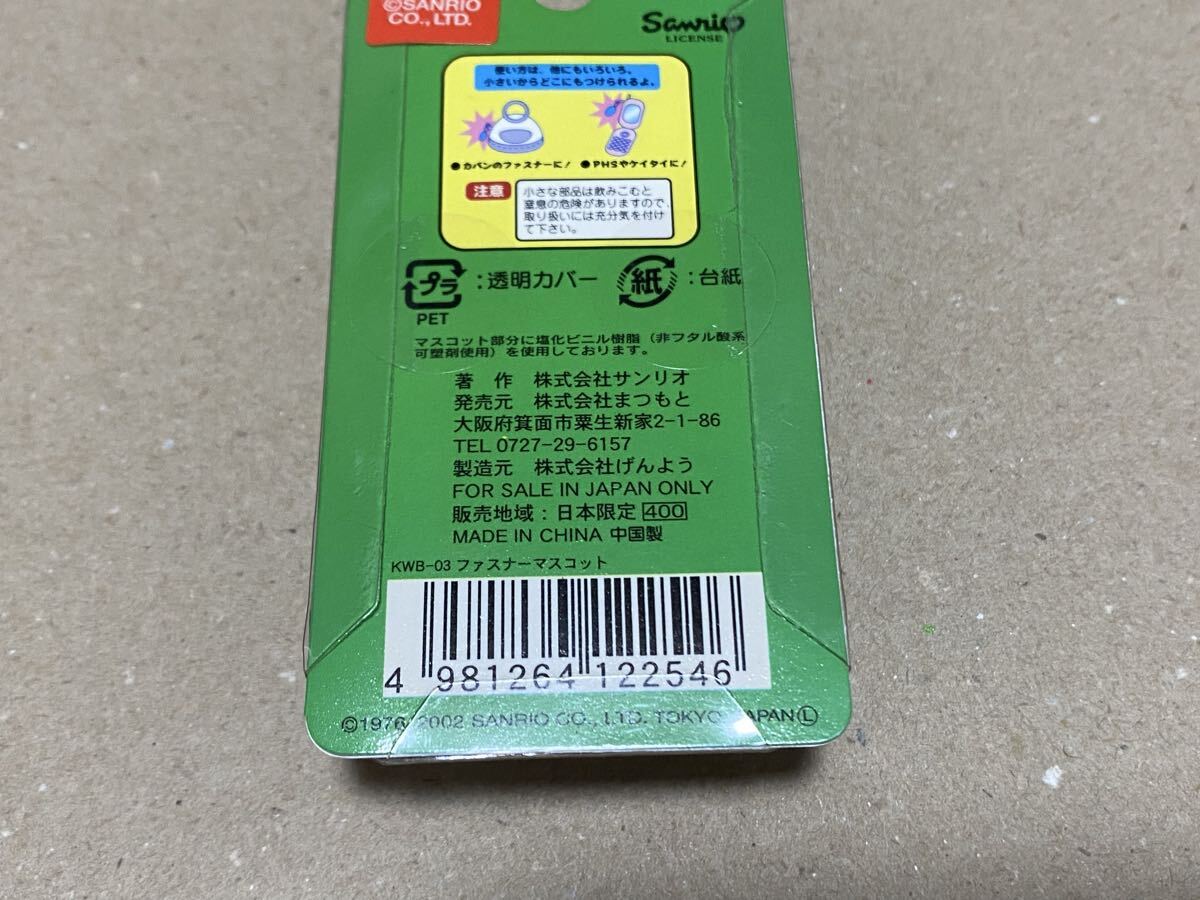 ©SANRIO
CO., LTD.
Sanrio
LICENSE
使い方は、他にもいろいろ。
小さいからどこにもつけられるよ。
●カバンのファスナーに! ●PHSやケイタイに!
注意
小さな部品は飲みこむと
窒息の危険がありますので、
取り扱いには充分気を付け
て下さい。
プラ :透明カバー 紙 :台紙
PET
マスコット部分に塩化ビニル樹脂(非フタル酸系
可塑剤使用)を使用しております。
著 作 株式会社サンリオ
発売元 株式会社まつもと
大阪府箕面市粟生新家2-1-86
TEL 0727-29-6157
製造元 株式会社げんよう
FOR SALE IN JAPAN ONLY
販売地域:日本限定 400
MADE IN CHINA 中国製
KWB-03 ファスナーマスコット
4 981264 122546
©1976, 2002 SANRIO CO., LTD. TOKYO, JAPAN Ⓛ